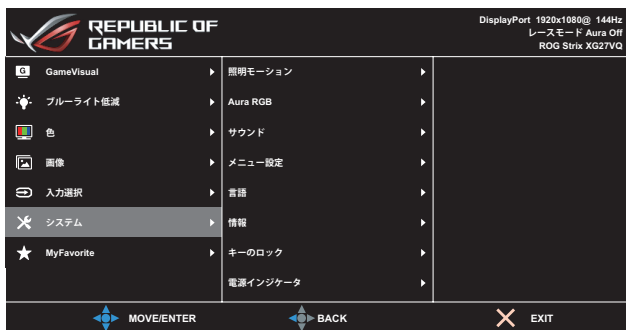 REPUBLIC OF
GAMERS
DisplayPort 1920x1080@ 144Hz
レースモード Aura Off
ROG Strix XG27VQ
G
GameVisual
ブルーライト低減
色
画像
入力選択
システム
MyFavorite
照明モーション
Aura RGB
サウンド
メニュー設定
言語
情報
キーのロック
電源インジケータ
MOVE/ENTER
BACK
EXIT